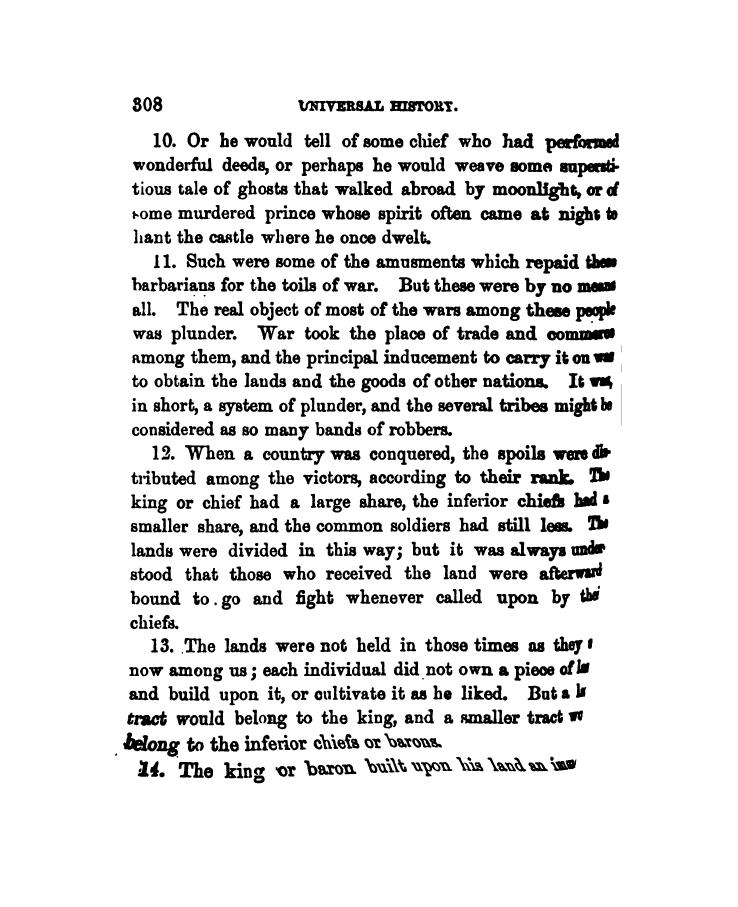 308 UNIVERSAL HISTORY.
10. Or he would tell of some chief who had performed
wonderful deeds, or perhaps he would weave some supersti-
tious tale of ghosts that walked abroad by moonlight, or of
some murdered prince whose spirit often came at night to
haunt the castle where he once dwelt.
11. Such were some of the amusments which repaid these
barbarians for the toils of war. But these were by no means
all. The real object of most of the wars among these people
was plunder. War took the place of trade and commerce
among them, and the principal inducement to carry it on was
to obtain the lands and the goods of other nations. It was,
in short, a system of plunder, and the several tribes might be
considered as so many bands of robbers.
12. When a country was conquered, the spoils were dis-
tributed among the victors, according to their rank. The
king or chief had a large share, the inferior chiefs had a
smaller share, and the common soldiers had still less. The
lands were divided in this way; but it was always under
stood that those who received the land were afterward
bound to go and fight whenever called upon by the
chiefs.
13. The lands were not held in those times as they
now among us; each individual did not own a piece of
and build upon it, or cultivate it as he liked. But a
tract would belong to the king, and a smaller tract
belong to the inferior chiefs or barons.
14. The king or baron built upon his land an